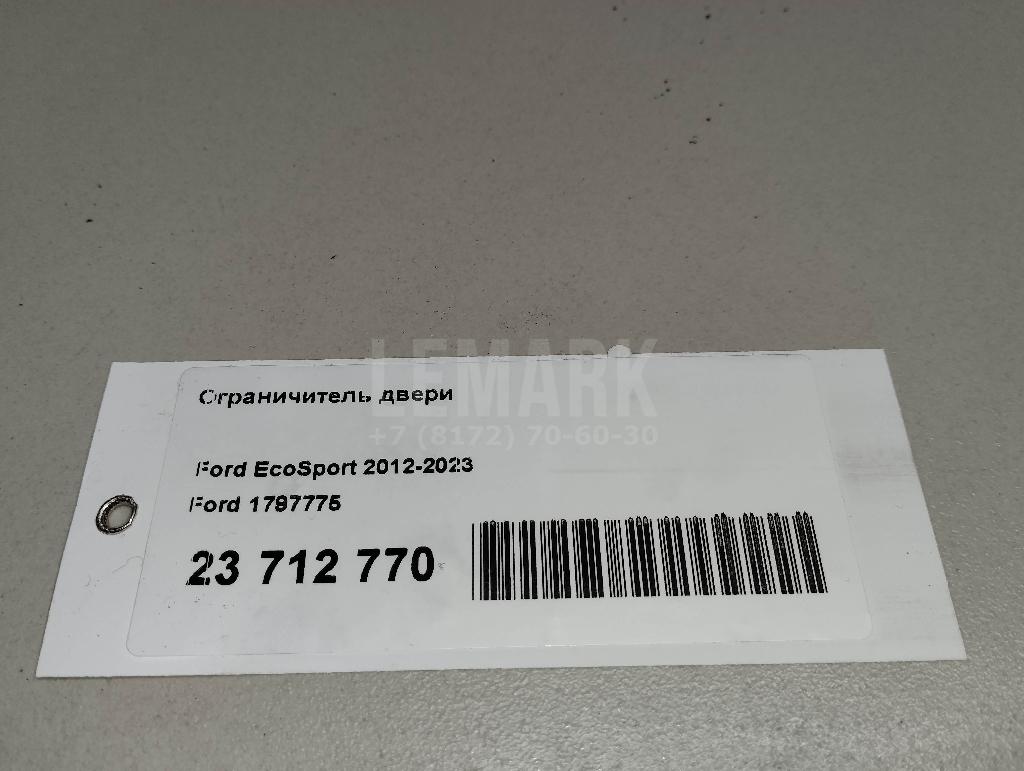 LEMARK
Ограничитель двери
+7 (8172) 70-60-30
Ford EcoSport 2012-2023
Ford 1797775
23 712 770